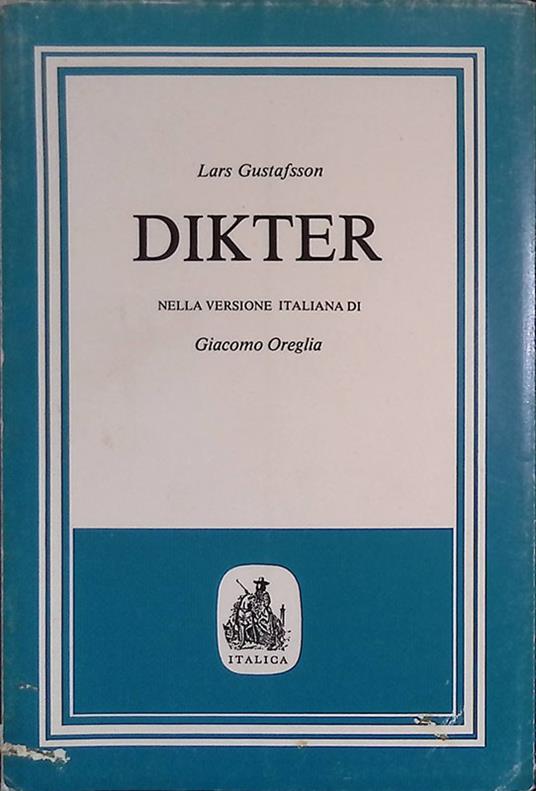 Lars Gustafsson
DIKTER
NELLA VERSIONE ITALIANA DI
Giacomo Oreglia
ITALICA